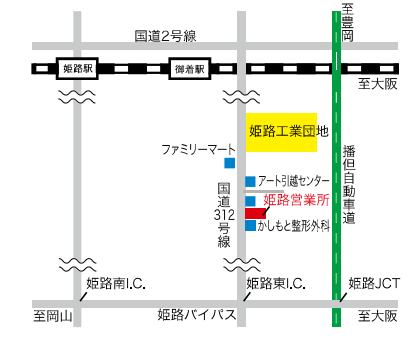 至豊岡
国道2号線
姫路駅
御着駅
至大阪
姫路工業団地
ファミリーマート
播但自動車道
アート引越センター
国道312号線
姫路営業所
かしもと整形外科
姫路南I.C.
姫路東I.C.
姫路JCT
至岡山
姫路バイパス
至大阪